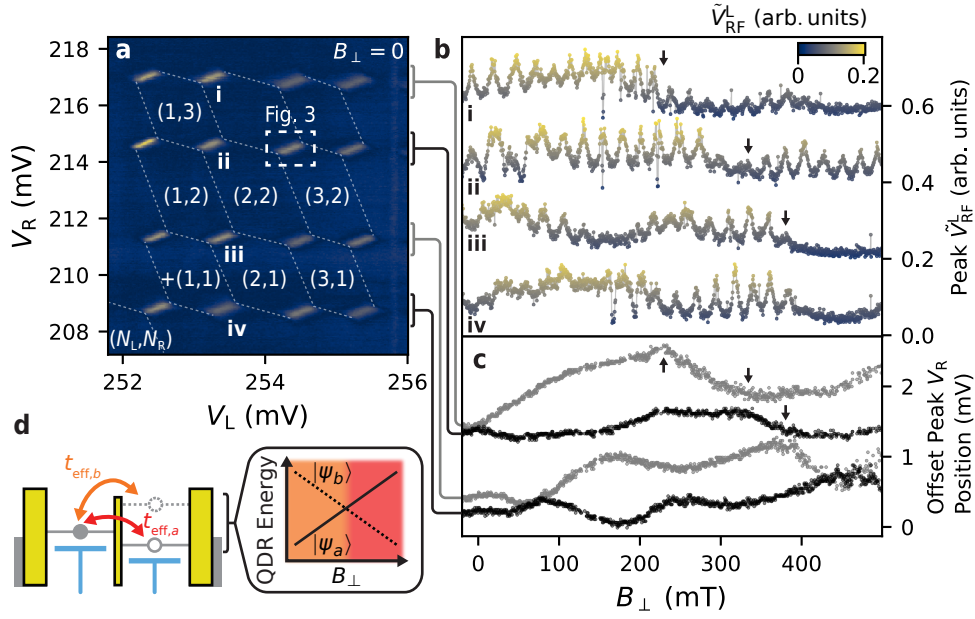 ṼᴸRF (arb. units)
0 0.2
a
B⊥ = 0
218
216
214
212
210
208
V_R (mV)
i
(1,3)
Fig. 3
ii
(1,2) (2,2) (3,2)
iii
+(1,1) (2,1) (3,1)
(N_L,N_R)
iv
252 254 256
V_L (mV)
b
i
ii
iii
iv
0.6
0.4
0.2
0.0
Peak ṼᴸRF (arb. units)
c
2
1
0
Offset Peak V_R
Position (mV)
0 100 200 300 400
B⊥ (mT)
d
t_eff,b
t_eff,a
QDR Energy
|ψ_b⟩
|ψ_a⟩
B⊥